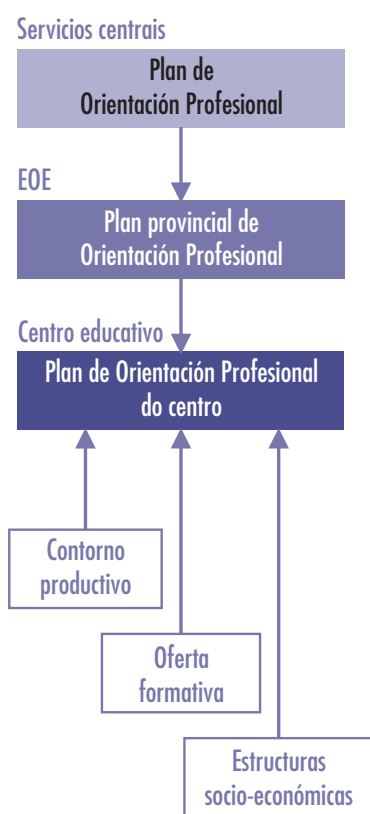 Servicios centrais
Plan de
Orientación Profesional
EOE
Plan provincial de
Orientación Profesional
Centro educativo
Plan de Orientación Profesional
do centro
Contorno
productivo
Oferta
formativa
Estructuras
socio-económicas